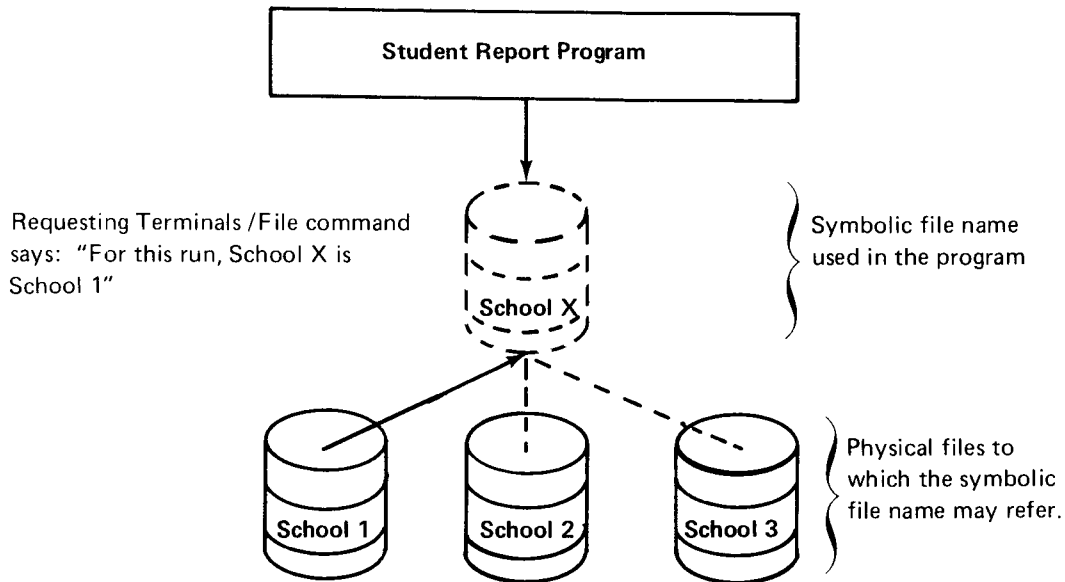 Student Report Program
Requesting Terminals /File command
says: "For this run, School X is
School 1"
Symbolic file name
used in the program
School X
School 1
School 2
School 3
Physical files to
which the symbolic
file name may refer.